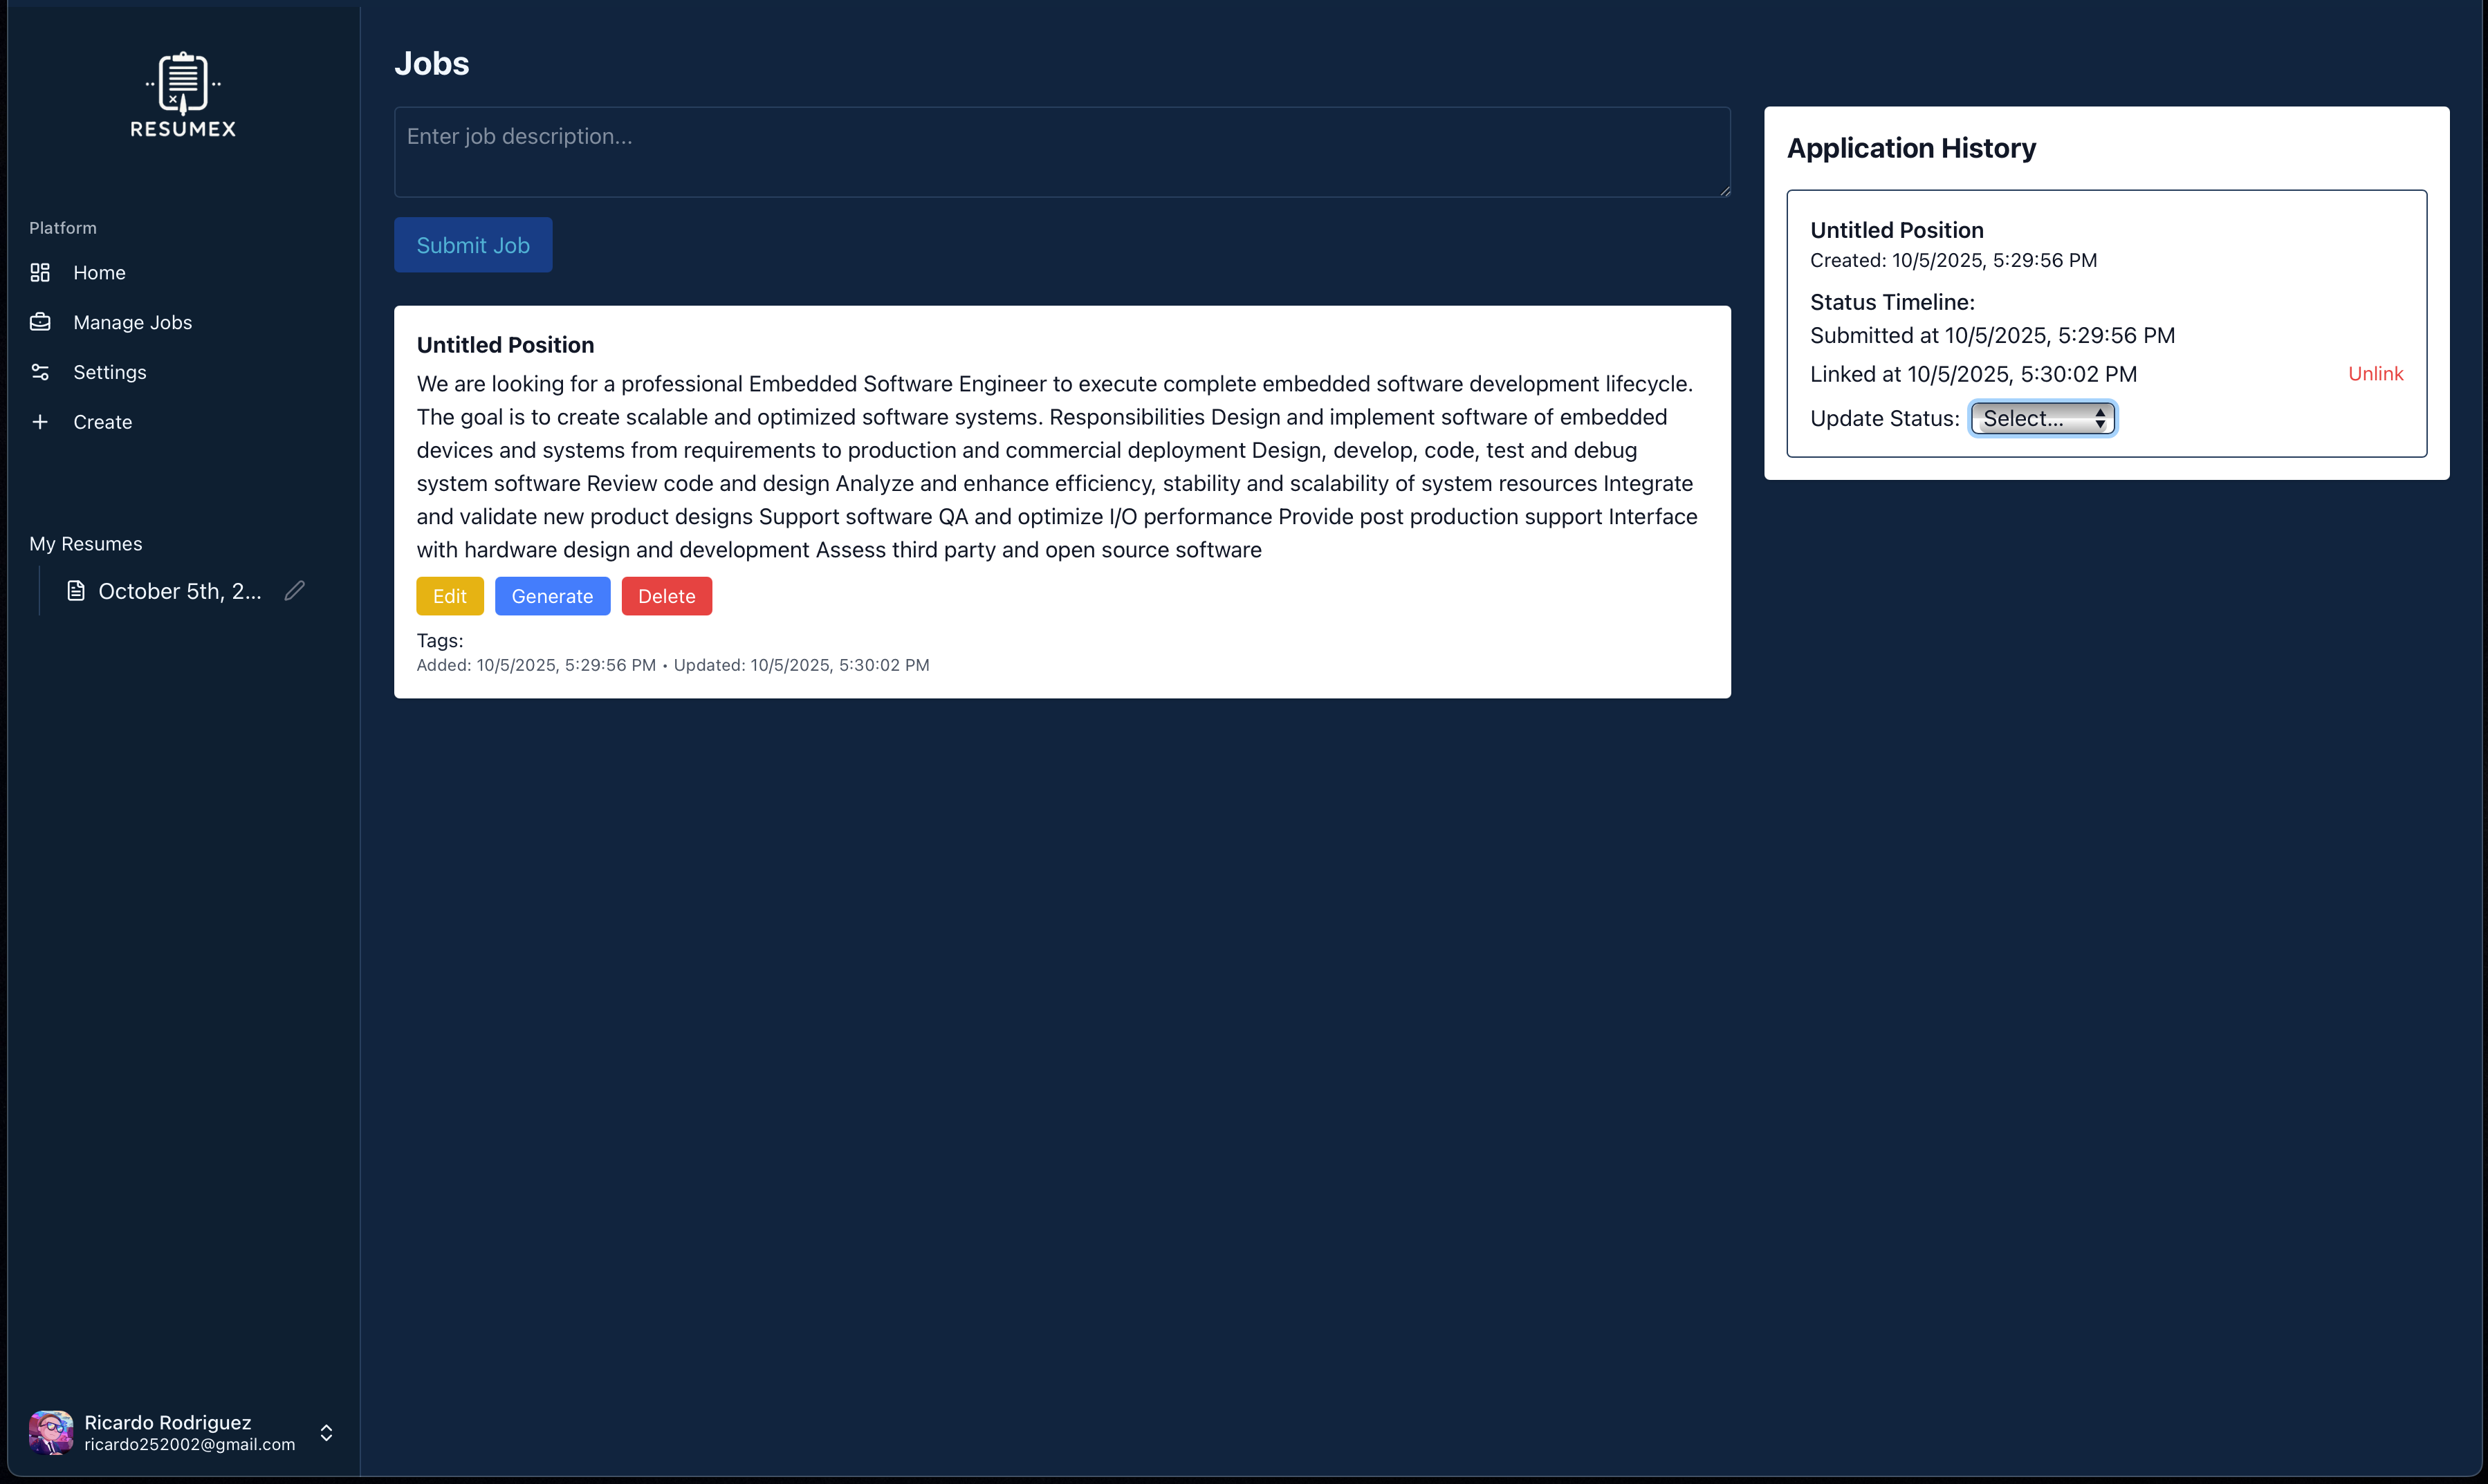 RESUMEX
Platform
Home
Manage Jobs
Settings
Create
My Resumes
October 5th, 2...
Ricardo Rodriguez
ricardo252002@gmail.com
Jobs
Enter job description...
Submit Job
Untitled Position
We are looking for a professional Embedded Software Engineer to execute complete embedded software development lifecycle.
The goal is to create scalable and optimized software systems. Responsibilities Design and implement software of embedded
devices and systems from requirements to production and commercial deployment Design, develop, code, test and debug
system software Review code and design Analyze and enhance efficiency, stability and scalability of system resources Integrate
and validate new product designs Support software QA and optimize I/O performance Provide post production support Interface
with hardware design and development Assess third party and open source software
Edit Generate Delete
Tags:
Added: 10/5/2025, 5:29:56 PM • Updated: 10/5/2025, 5:30:02 PM
Application History
Untitled Position
Created: 10/5/2025, 5:29:56 PM
Status Timeline:
Submitted at 10/5/2025, 5:29:56 PM
Linked at 10/5/2025, 5:30:02 PM Unlink
Update Status: Select...